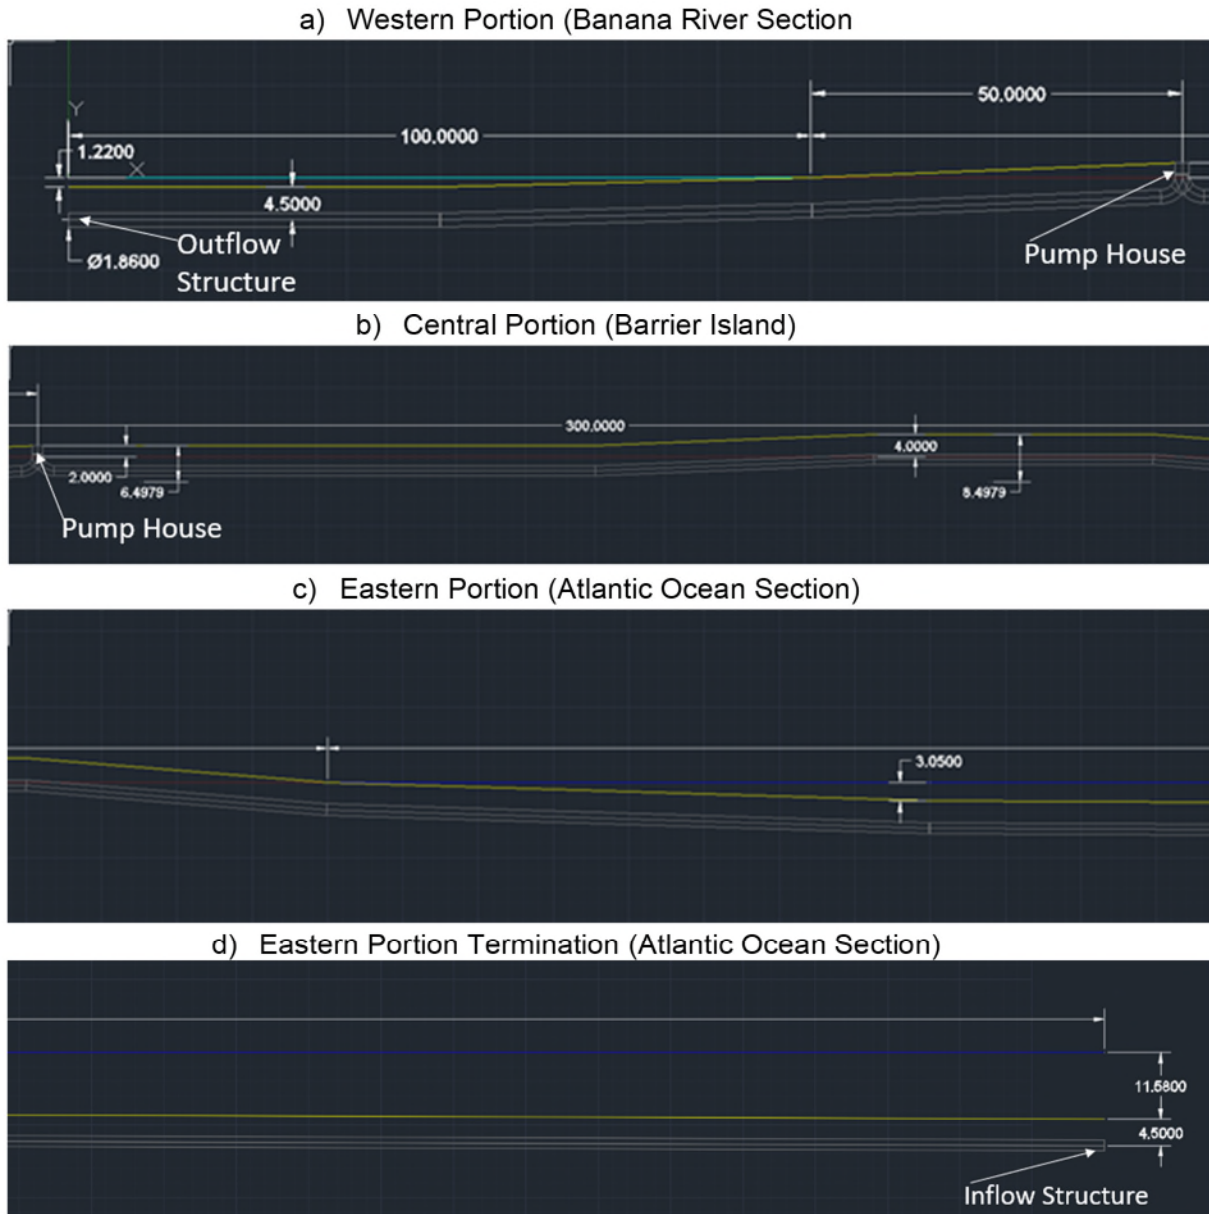 a) Western Portion (Banana River Section
50.0000
Y
100.0000
1.2200
X
4.5000
Outflow
Structure
Ø1.8600
Pump House
b) Central Portion (Barrier Island)
300.0000
4.0000
2.0000
6.4979
8.4979
Pump House
c) Eastern Portion (Atlantic Ocean Section)
3.0500
d) Eastern Portion Termination (Atlantic Ocean Section)
11.5800
4.5000
Inflow Structure